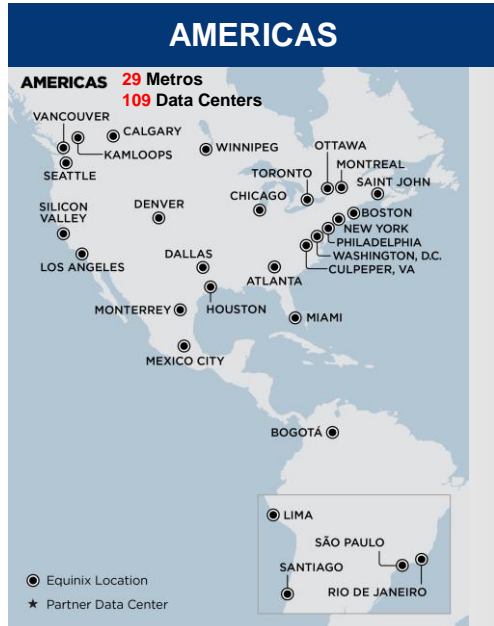 AMERICAS
AMERICAS 29 Metros
109 Data Centers
VANCOUVER
CALGARY
KAMLOOPS
WINNIPEG
OTTAWA
MONTREAL
SEATTLE
TORONTO
SAINT JOHN
SILICON
VALLEY
DENVER
CHICAGO
BOSTON
NEW YORK
PHILADELPHIA
WASHINGTON, D.C.
CULPEPER, VA
LOS ANGELES
DALLAS
ATLANTA
MONTERREY
HOUSTON
MIAMI
MEXICO CITY
BOGOTÁ
LIMA
SÃO PAULO
SANTIAGO
RIO DE JANEIRO
Equinix Location
★ Partner Data Center